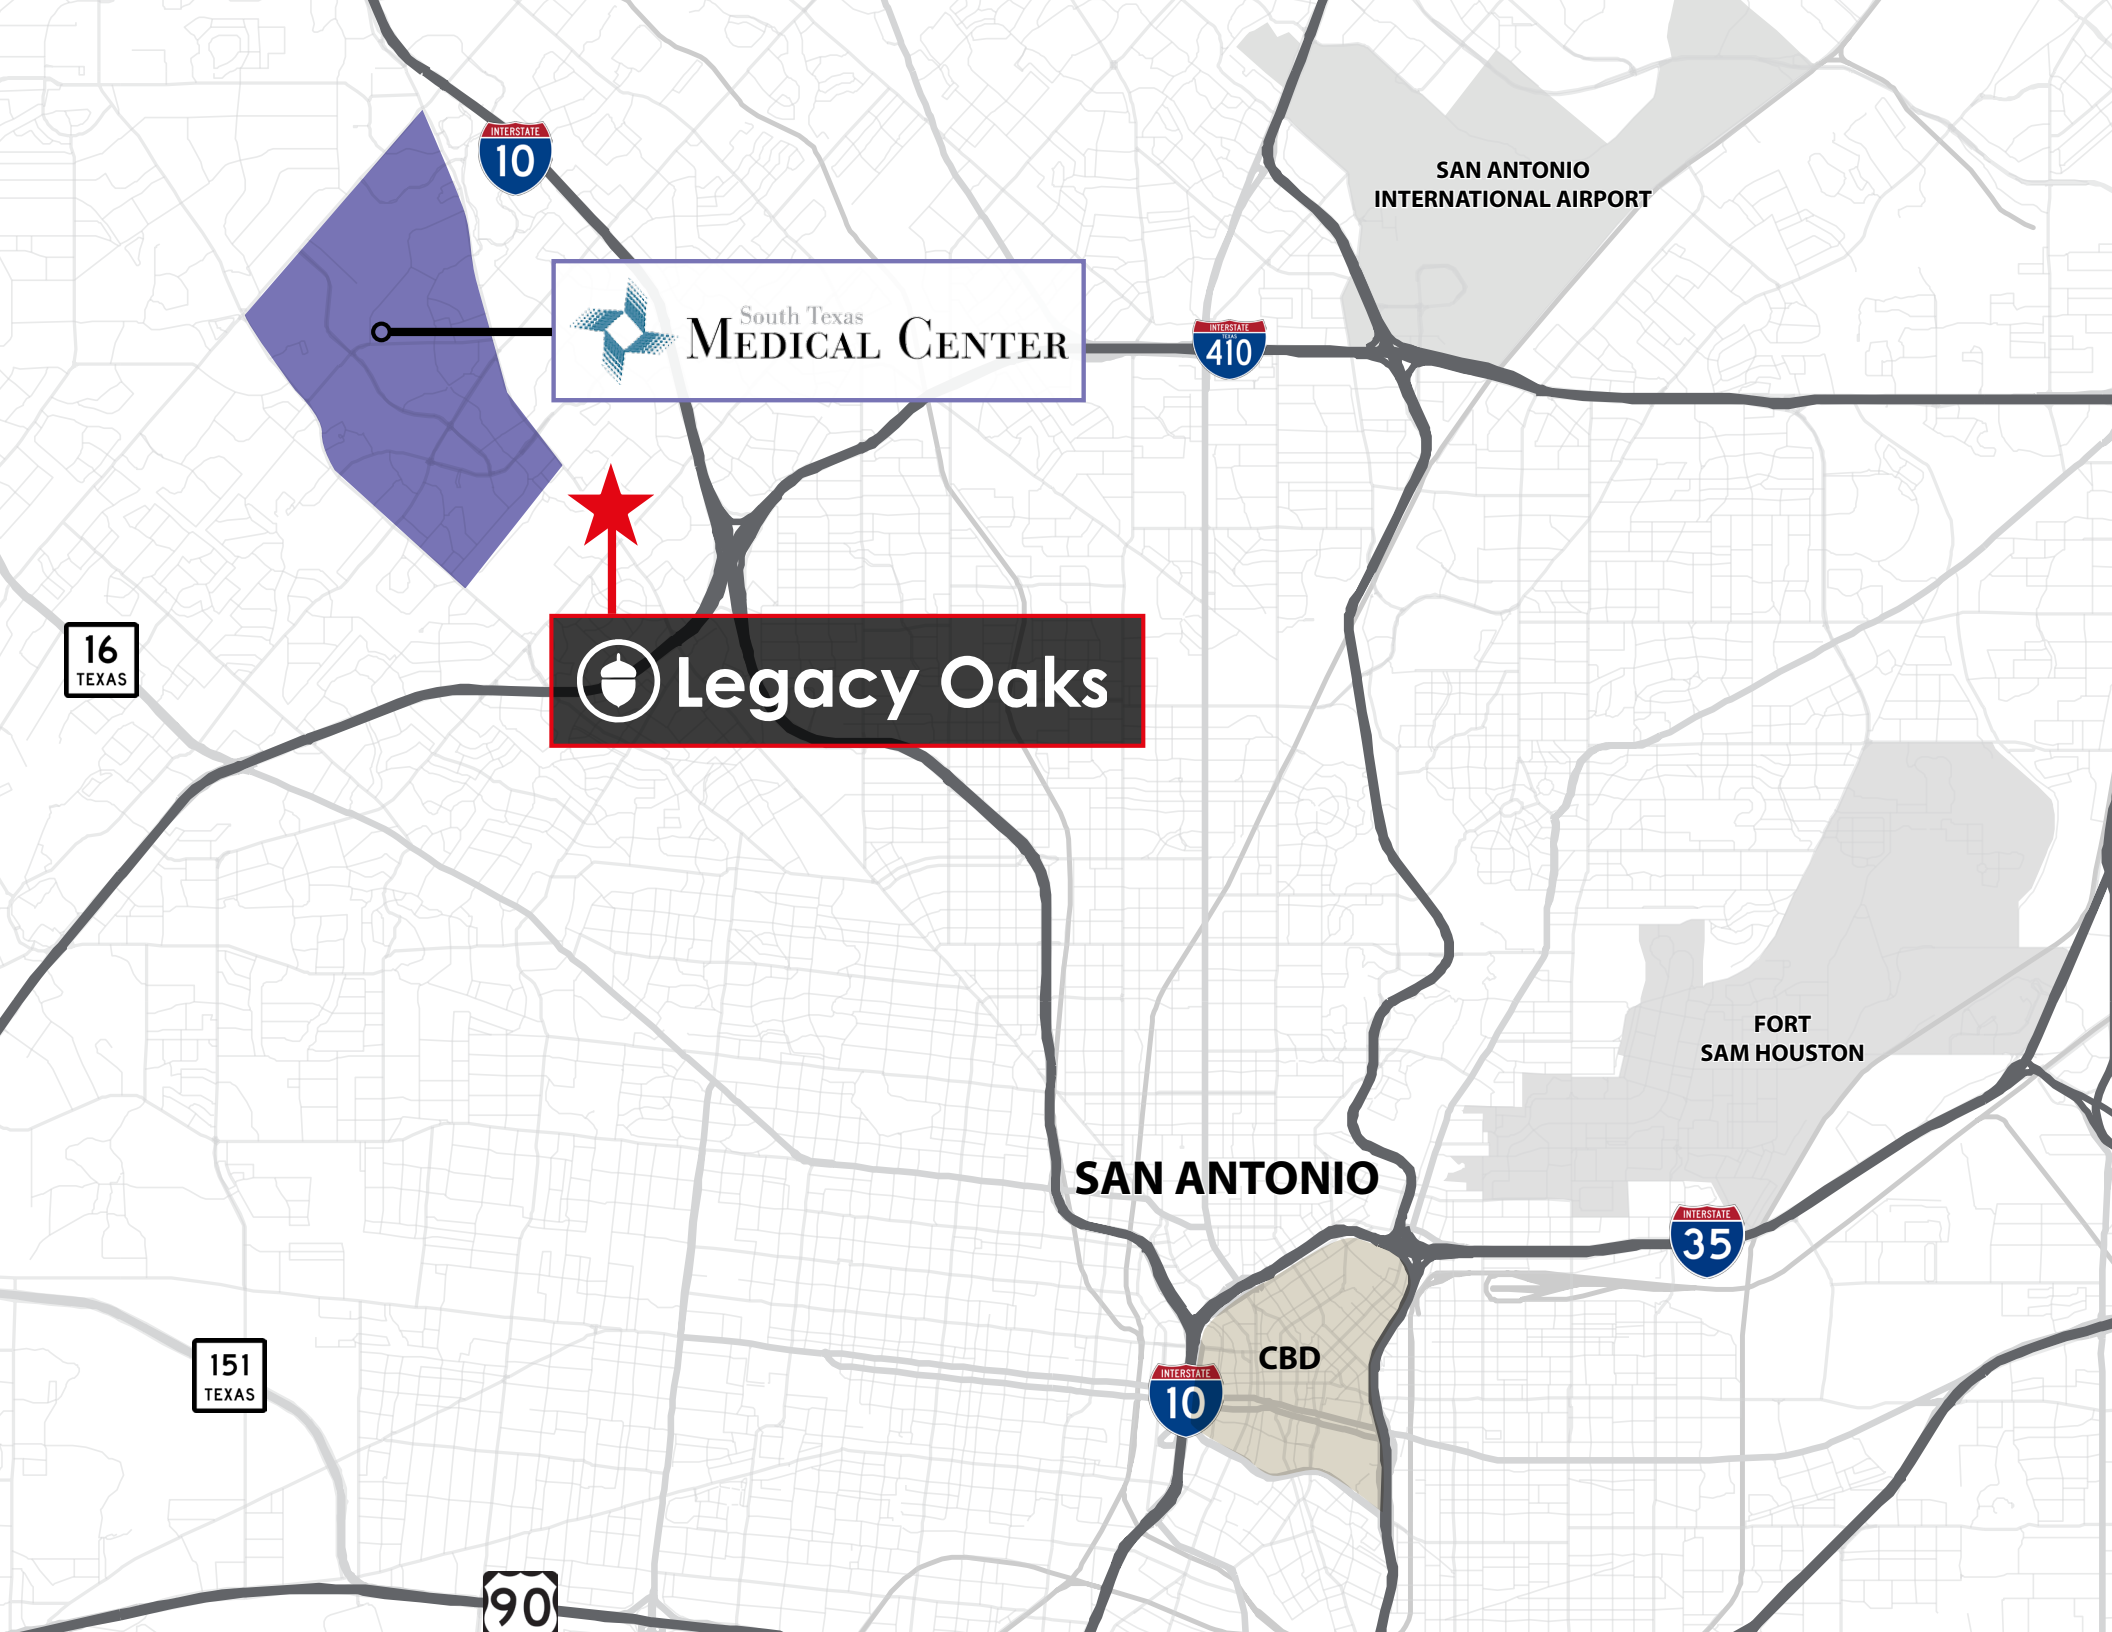 INTERSTATE
10
SAN ANTONIO
INTERNATIONAL AIRPORT
South Texas
MEDICAL CENTER
INTERSTATE
TEXAS
410
16
TEXAS
Legacy Oaks
FORT
SAM HOUSTON
SAN ANTONIO
INTERSTATE
35
CBD
151
TEXAS
INTERSTATE
10
90